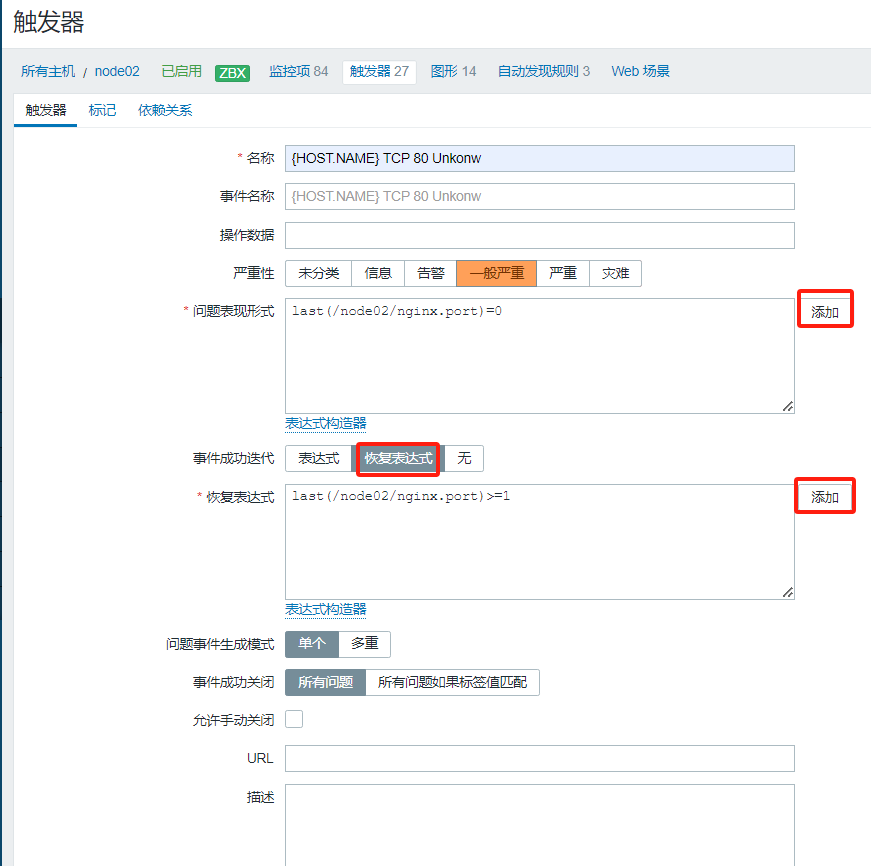 触发器
所有主机 / node02 已启用 ZBX 监控项 84 触发器 27 图形 14 自动发现规则 3 Web 场景
触发器 标记 依赖关系
* 名称 {HOST.NAME} TCP 80 Unkonw
事件名称 {HOST.NAME} TCP 80 Unkonw
操作数据
严重性 未分类 信息 告警 一般严重 严重 灾难
* 问题表现形式 last(/node02/nginx.port)=0 添加
表达式构造器
事件成功迭代 表达式 恢复表达式 无
* 恢复表达式 last(/node02/nginx.port)>=1 添加
表达式构造器
问题事件生成模式 单个 多重
事件成功关闭 所有问题 所有问题如果标签值匹配
允许手动关闭
URL
描述